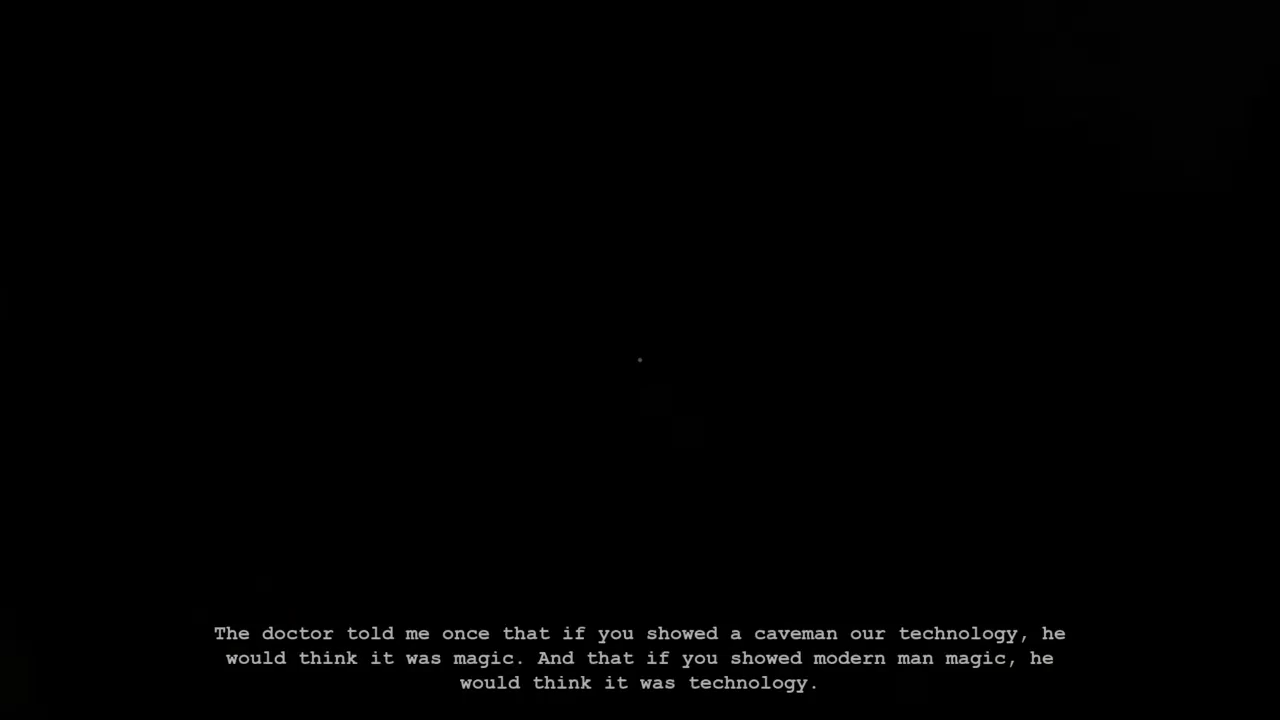 The doctor told me once that if you showed a caveman our technology, he
would think it was magic. And that if you showed modern man magic, he
would think it was technology.